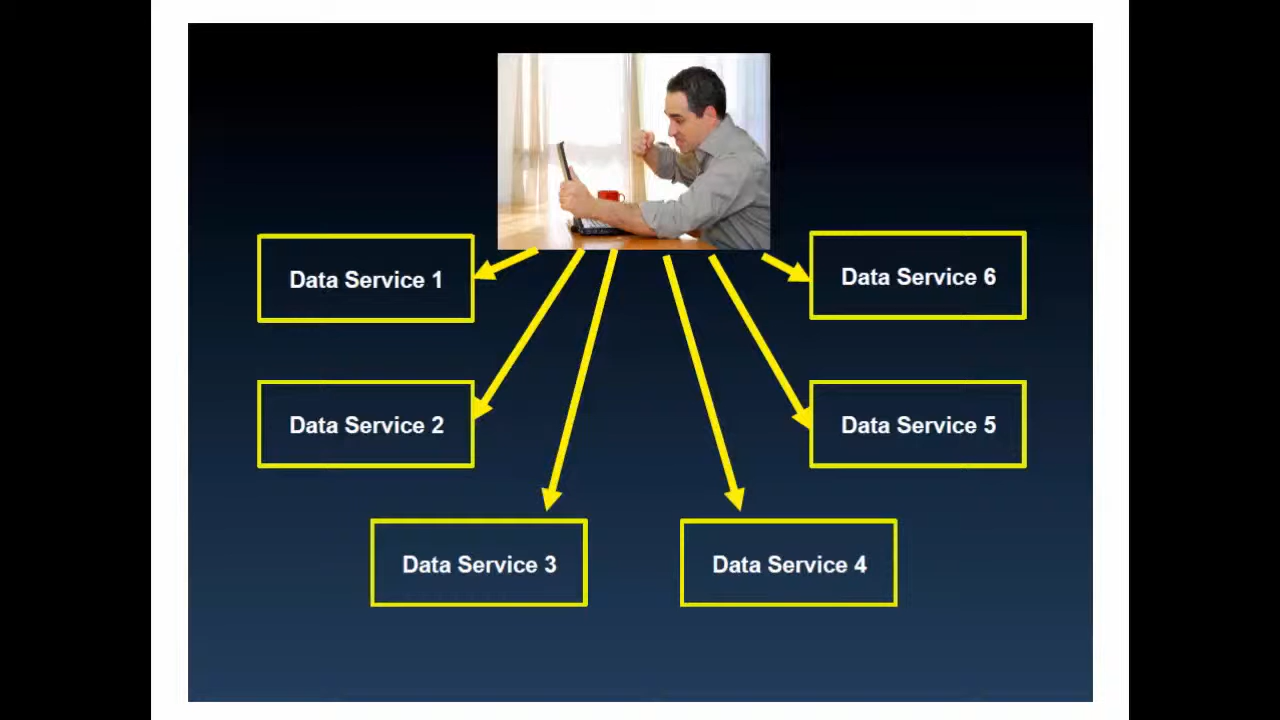 Data Service 1
Data Service 6
Data Service 2
Data Service 5
Data Service 3
Data Service 4